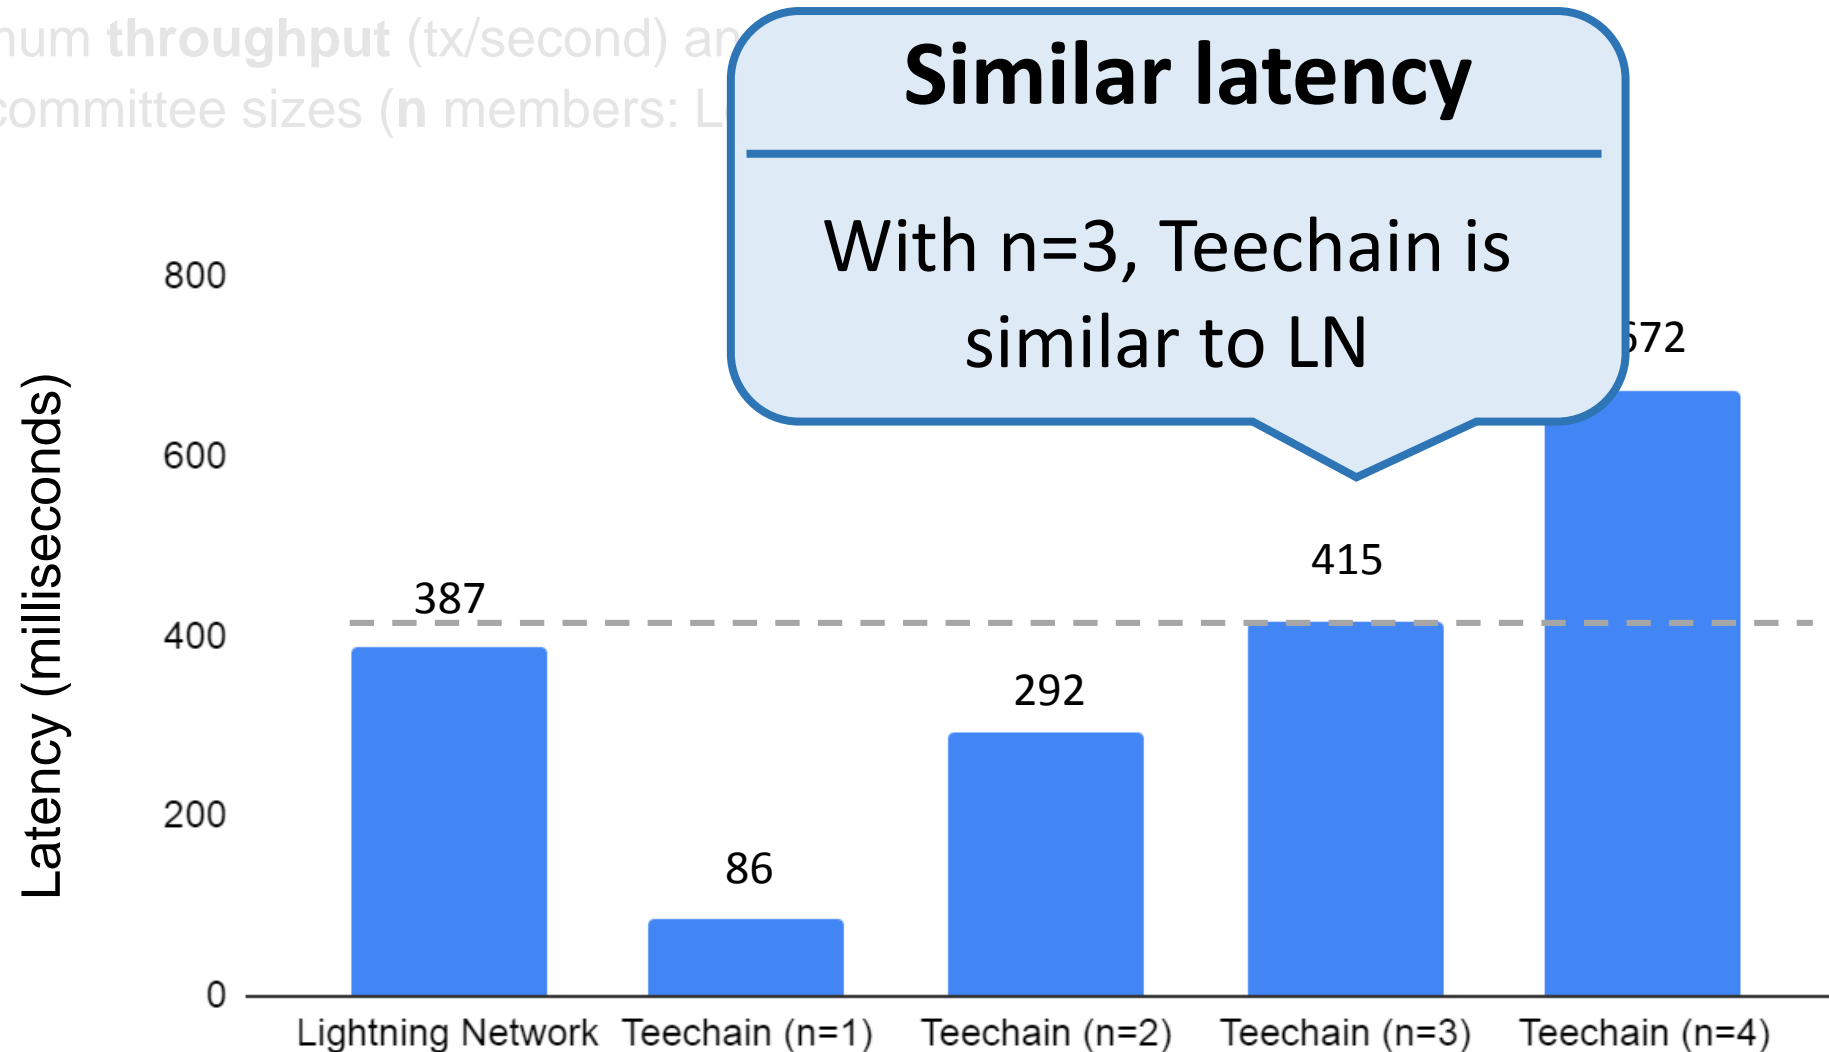 throughput (tx/second)
committee sizes (n members:
Similar latency
With n=3, Teechain is
similar to LN
Latency (milliseconds)
800
600
400
200
0
387
86
292
415
672
Lightning Network Teechain (n=1) Teechain (n=2) Teechain (n=3) Teechain (n=4)